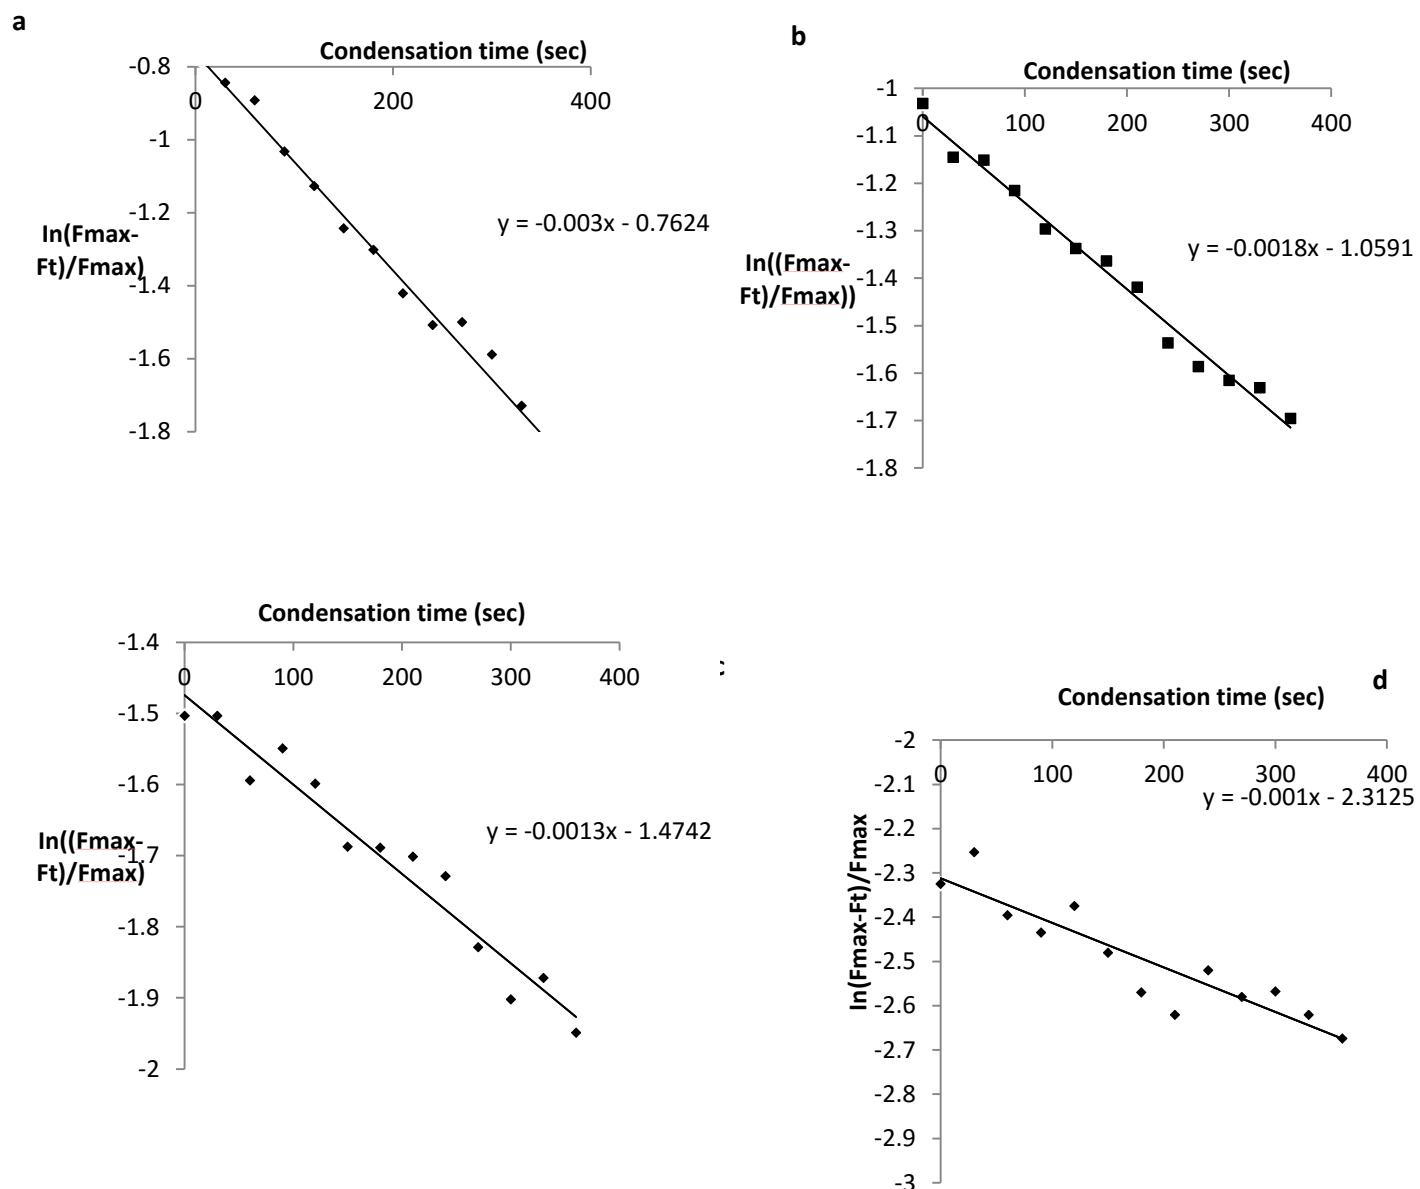 a
Condensation time (sec)
-0.8
0
200
400
-1
-1.2
y = -0.003x - 0.7624
ln(Fmax-
Ft)/Fmax)
-1.4
-1.6
-1.8
b
Condensation time (sec)
-1
0
100
200
300
400
-1.1
-1.2
-1.3
y = -0.0018x - 1.0591
ln((Fmax-
Ft)/Fmax))
-1.4
-1.5
-1.6
-1.7
-1.8
Condensation time (sec)
-1.4
0
100
200
300
400
-1.5
-1.6
y = -0.0013x - 1.4742
ln((Fmax-
Ft)/Fmax)
-1.7
-1.8
-1.9
-2
d
Condensation time (sec)
-2
0
100
200
300
400
-2.1
y = -0.001x - 2.3125
-2.2
-2.3
ln(Fmax-Ft)/Fmax
-2.4
-2.5
-2.6
-2.7
-2.8
-2.9
-3